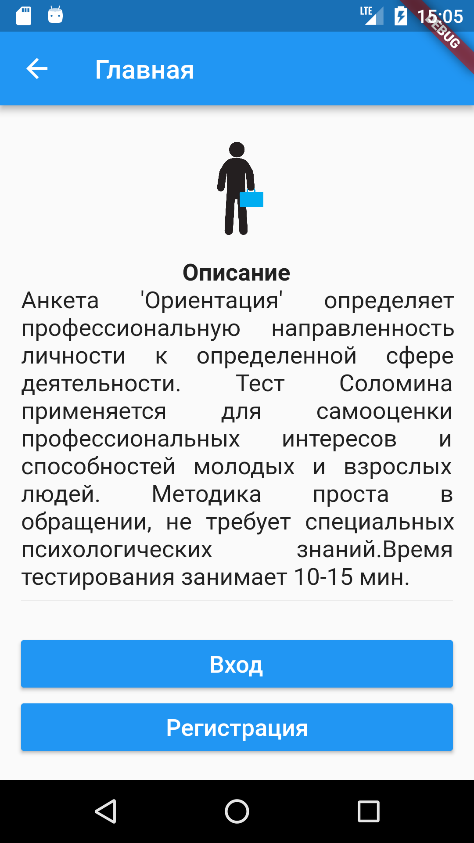 LTE 15:05
DEBUG
Главная
Описание
Анкета 'Ориентация' определяет
профессиональную направленность
личности к определенной сфере
деятельности. Тест Соломина
применяется для самооценки
профессиональных интересов и
способностей молодых и взрослых
людей. Методика проста в
обращении, не требует специальных
психологических знаний.Время
тестирования занимает 10-15 мин.
Вход
Регистрация